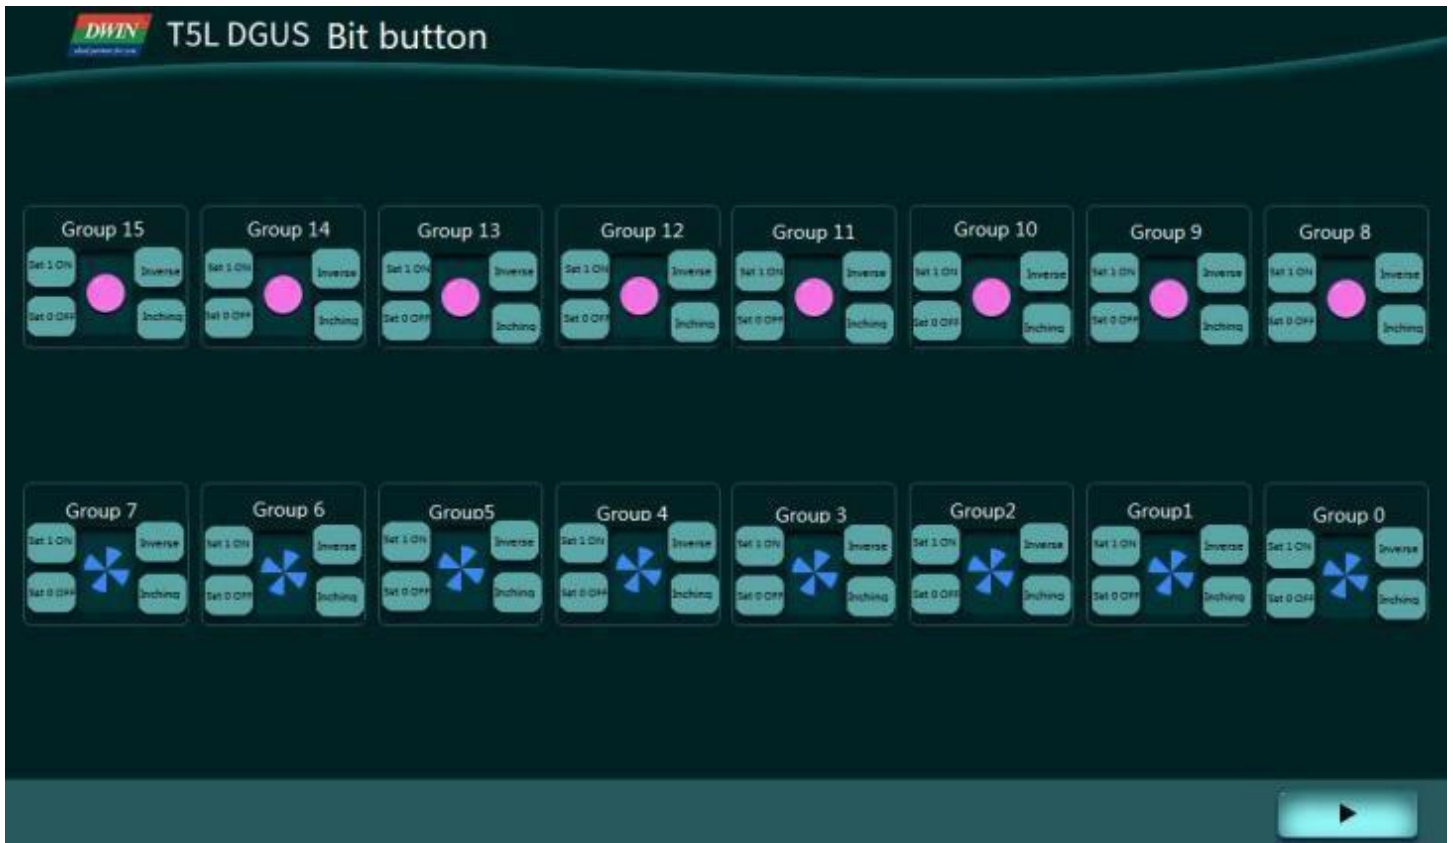 DWIN T5L DGUS Bit button
Group 15 Group 14 Group 13 Group 12 Group 11 Group 10 Group 9 Group 8
Set 1 ON Inverse Set 1 ON Inverse Set 1 ON Inverse Set 1 ON Inverse Set 1 ON Inverse Set 1 ON Inverse Set 1 ON Inverse Set 1 ON Inverse
Set 0 OFF Inching Set 0 OFF Inching Set 0 OFF Inching Set 0 OFF Inching Set 0 OFF Inching Set 0 OFF Inching Set 0 OFF Inching Set 0 OFF Inching
Group 7 Group 6 Group5 Group 4 Group 3 Group2 Group1 Group 0
Set 1 ON Inverse Set 1 ON Inverse Set 1 ON Inverse Set 1 ON Inverse Set 1 ON Inverse Set 1 ON Inverse Set 1 ON Inverse Set 1 ON Inverse
Set 0 OFF Inching Set 0 OFF Inching Set 0 OFF Inching Set 0 OFF Inching Set 0 OFF Inching Set 0 OFF Inching Set 0 OFF Inching Set 0 OFF Inching